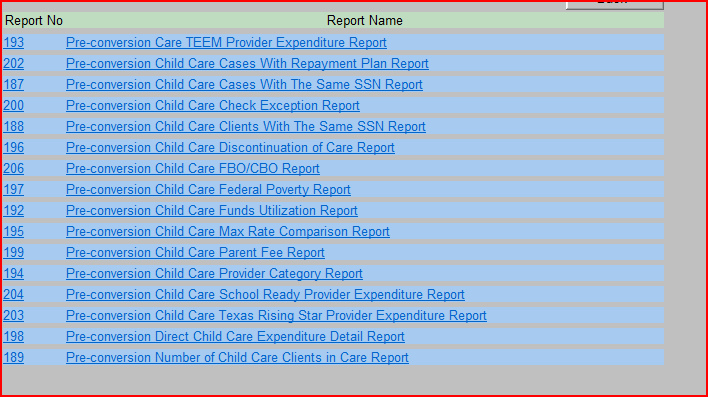 Report No Report Name
193 Pre-conversion Care TEEM Provider Expenditure Report
202 Pre-conversion Child Care Cases With Repayment Plan Report
187 Pre-conversion Child Care Cases With The Same SSN Report
200 Pre-conversion Child Care Check Exception Report
188 Pre-conversion Child Care Clients With The Same SSN Report
196 Pre-conversion Child Care Discontinuation of Care Report
206 Pre-conversion Child Care FBO/CBO Report
197 Pre-conversion Child Care Federal Poverty Report
192 Pre-conversion Child Care Funds Utilization Report
195 Pre-conversion Child Care Max Rate Comparison Report
199 Pre-conversion Child Care Parent Fee Report
194 Pre-conversion Child Care Provider Category Report
204 Pre-conversion Child Care School Ready Provider Expenditure Report
203 Pre-conversion Child Care Texas Rising Star Provider Expenditure Report
198 Pre-conversion Direct Child Care Expenditure Detail Report
189 Pre-conversion Number of Child Care Clients in Care Report